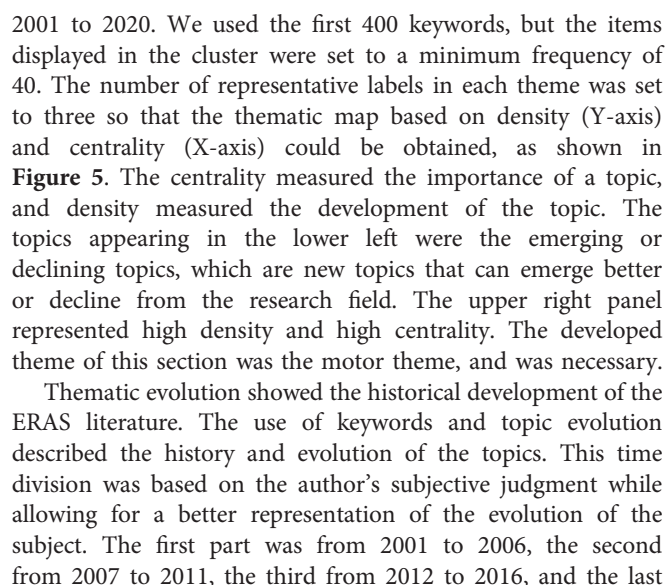 2001 to 2020. We used the first 400 keywords, but the items
displayed in the cluster were set to a minimum frequency of
40. The number of representative labels in each theme was set
to three so that the thematic map based on density (Y-axis)
and centrality (X-axis) could be obtained, as shown in
Figure 5. The centrality measured the importance of a topic,
and density measured the development of the topic. The
topics appearing in the lower left were the emerging or
declining topics, which are new topics that can emerge better
or decline from the research field. The upper right panel
represented high density and high centrality. The developed
theme of this section was the motor theme, and was necessary.
Thematic evolution showed the historical development of the
ERAS literature. The use of keywords and topic evolution
described the history and evolution of the topics. This time
division was based on the author's subjective judgment while
allowing for a better representation of the evolution of the
subject. The first part was from 2001 to 2006, the second
from 2007 to 2011, the third from 2012 to 2016, and the last